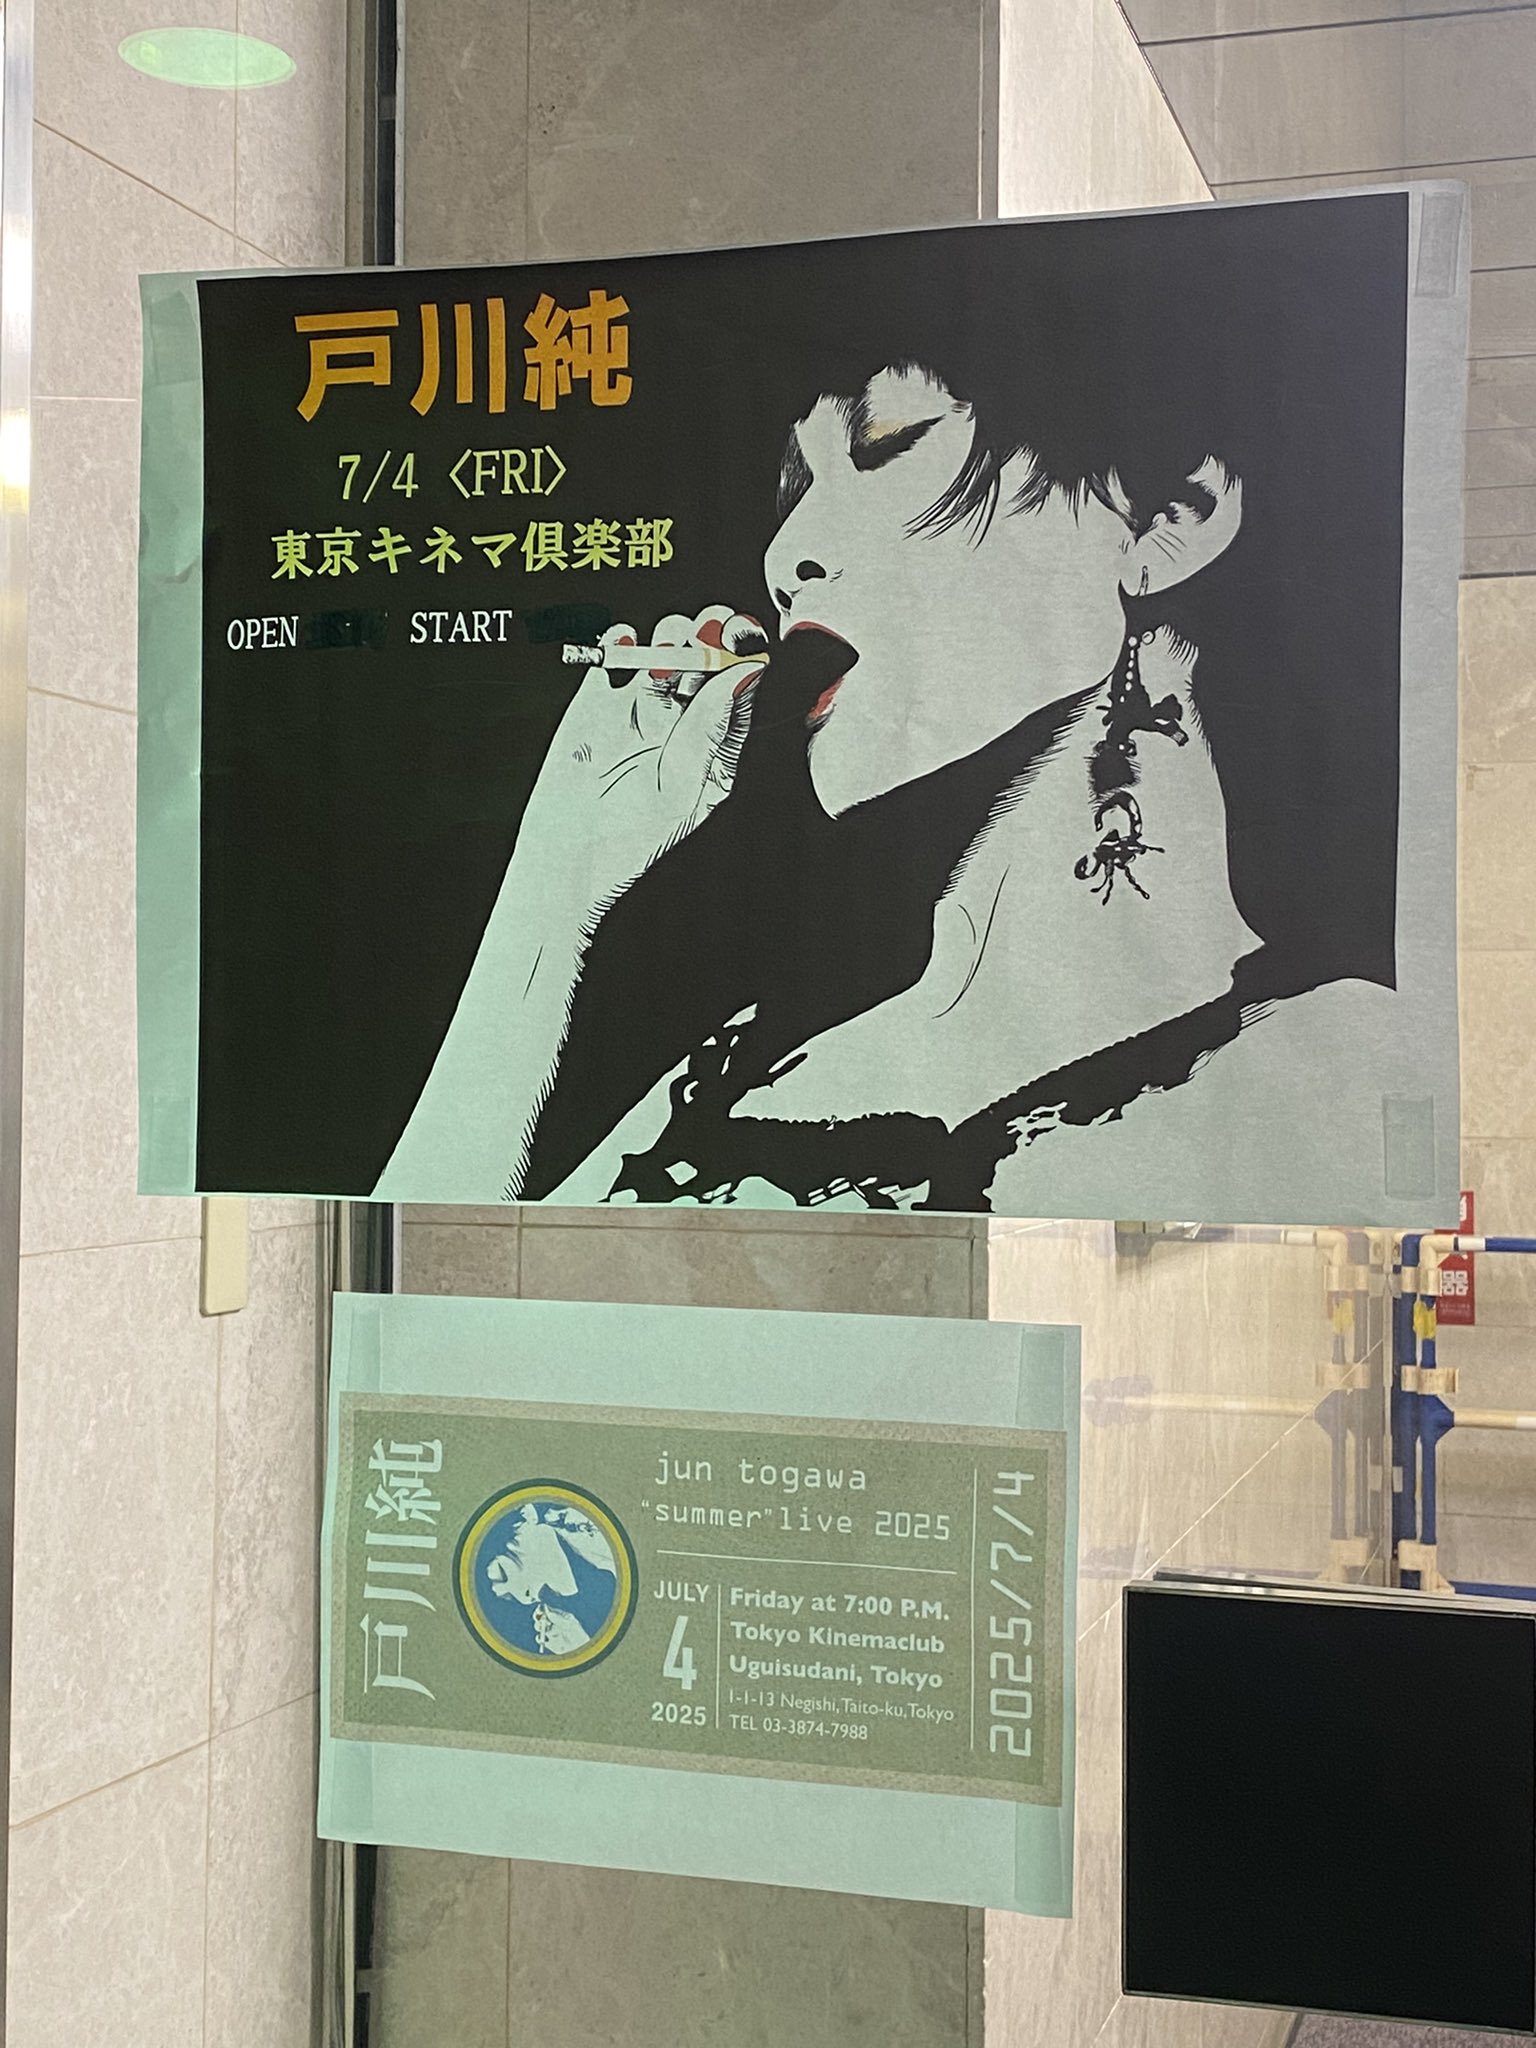 戸川純
7/4 〈FRI〉
東京キネマ倶楽部
OPEN START
戸川純
jun togawa
“summer” live 2025
JULY
4
2025
Friday at 7:00 P.M.
Tokyo Kinemaclub
Uguisudani, Tokyo
1-1-13 Negishi, Taito-ku, Tokyo
TEL 03-3874-7988
2025/7/4
器